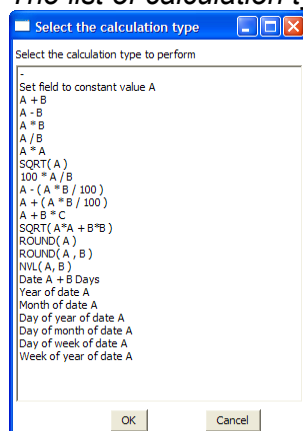 The list of calculation ty
Select the calculation type
Select the calculation type to perform
-
Set field to constant value A
A + B
A - B
A * B
A / B
A * A
SQRT( A )
100 * A / B
A - ( A * B / 100 )
A + ( A * B / 100 )
A + B * C
SQRT( A*A + B*B )
ROUND( A )
ROUND( A , B )
NVL( A, B )
Date A + B Days
Year of date A
Month of date A
Day of year of date A
Day of month of date A
Day of week of date A
Week of year of date A
OK
Cancel